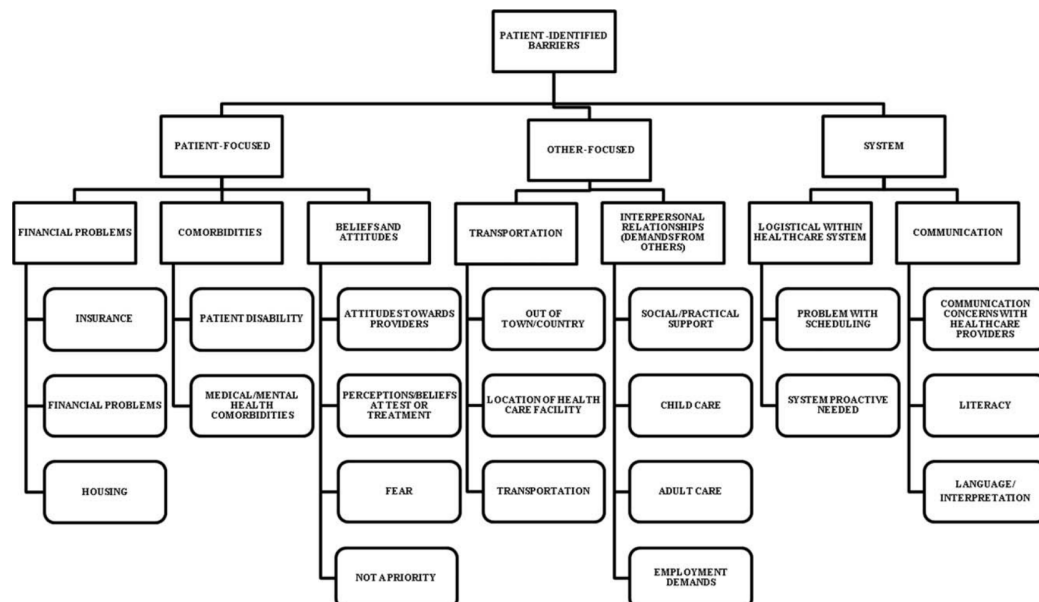 PATIENT-IDENTIFIED
BARRIERS
PATIENT-FOCUSED
OTHER-FOCUSED
SYSTEM
FINANCIAL PROBLEMS
COMORBIDITIES
BELIEFS AND
ATTITUDES
TRANSPORTATION
INTERPERSONAL
RELATIONSHIPS
(DEMANDS FROM
OTHERS)
LOGISTICAL WITHIN
HEALTHCARE SYSTEM
COMMUNICATION
INSURANCE
PATIENT DISABILITY
ATTITUDES TOWARDS
PROVIDERS
OUT OF
TOWN/COUNTRY
SOCIAL/PRACTICAL
SUPPORT
PROBLEM WITH
SCHEDULING
COMMUNICATION
CONCERNS WITH
HEALTHCARE
PROVIDERS
FINANCIAL PROBLEMS
MEDICAL/MENTAL
HEALTH
COMORBIDITIES
PERCEPTIONS/BELIEFS
AT TEST OR
TREATMENT
LOCATION OF HEALTH
CARE FACILITY
CHILD CARE
SYSTEM PROACTIVE
NEEDED
LITERACY
HOUSING
FEAR
TRANSPORTATION
ADULT CARE
LANGUAGE/
INTERPRETATION
NOT A PRIORITY
EMPLOYMENT
DEMANDS